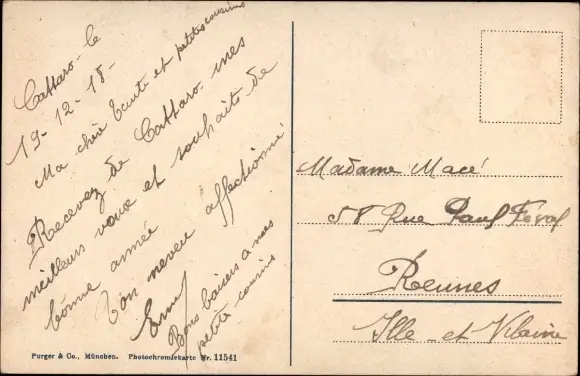 Cattaro le
19-12-18-
Ma chère Tante et petits cousins
Recevez de Cattaro mes
meilleurs vœux et souhaits de
bonne année
Ton neveu affectionné
Bons baisers a mes
petits cousins
Madame Macé
58 Rue Paul Féval
Rennes
Ille-et-Vilaine
Purger & Co., München. Photochromiekarte Nr. 11541